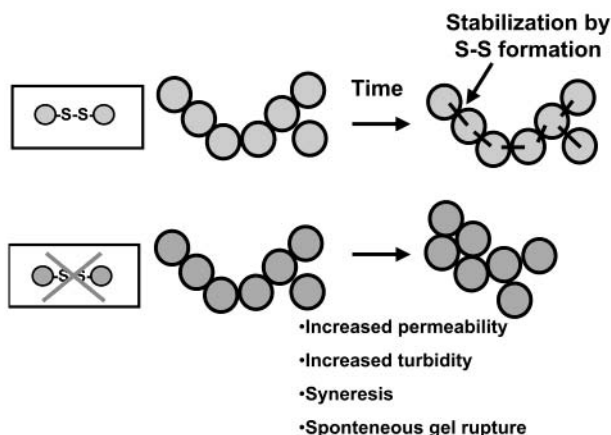 Stabilization by
S-S formation
-S-S-
Time
-S-S-
•Increased permeability
•Increased turbidity
•Syneresis
•Sponteneous gel rupture